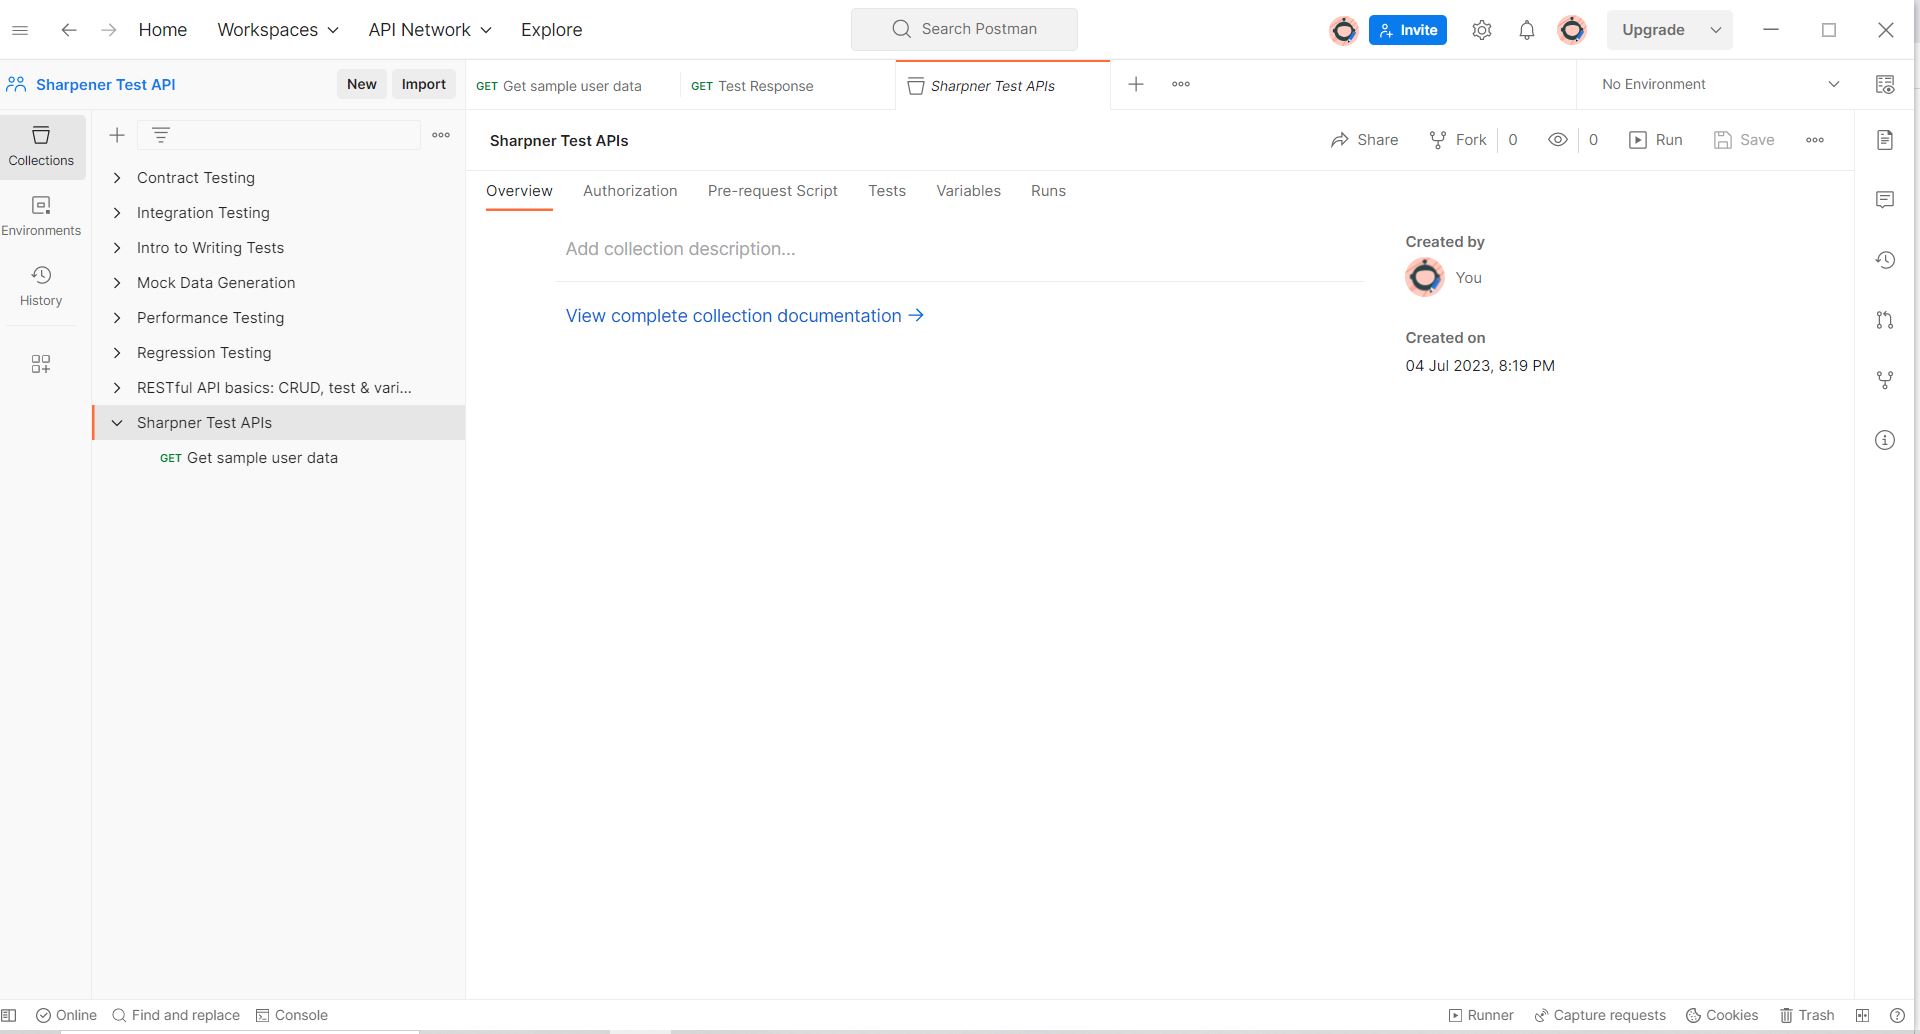 Home Workspaces API Network Explore Search Postman Invite Upgrade
Sharpener Test API New Import GET Get sample user data GET Test Response Sharpner Test APIs No Environment
Sharpner Test APIs Share Fork 0 0 Run Save
Collections
Environments
History
Contract Testing
Integration Testing
Intro to Writing Tests
Mock Data Generation
Performance Testing
Regression Testing
RESTful API basics: CRUD, test & vari...
Sharpner Test APIs
GET Get sample user data
Overview Authorization Pre-request Script Tests Variables Runs
Add collection description...
View complete collection documentation →
Created by
You
Created on
04 Jul 2023, 8:19 PM
Online Find and replace Console Runner Capture requests Cookies Trash